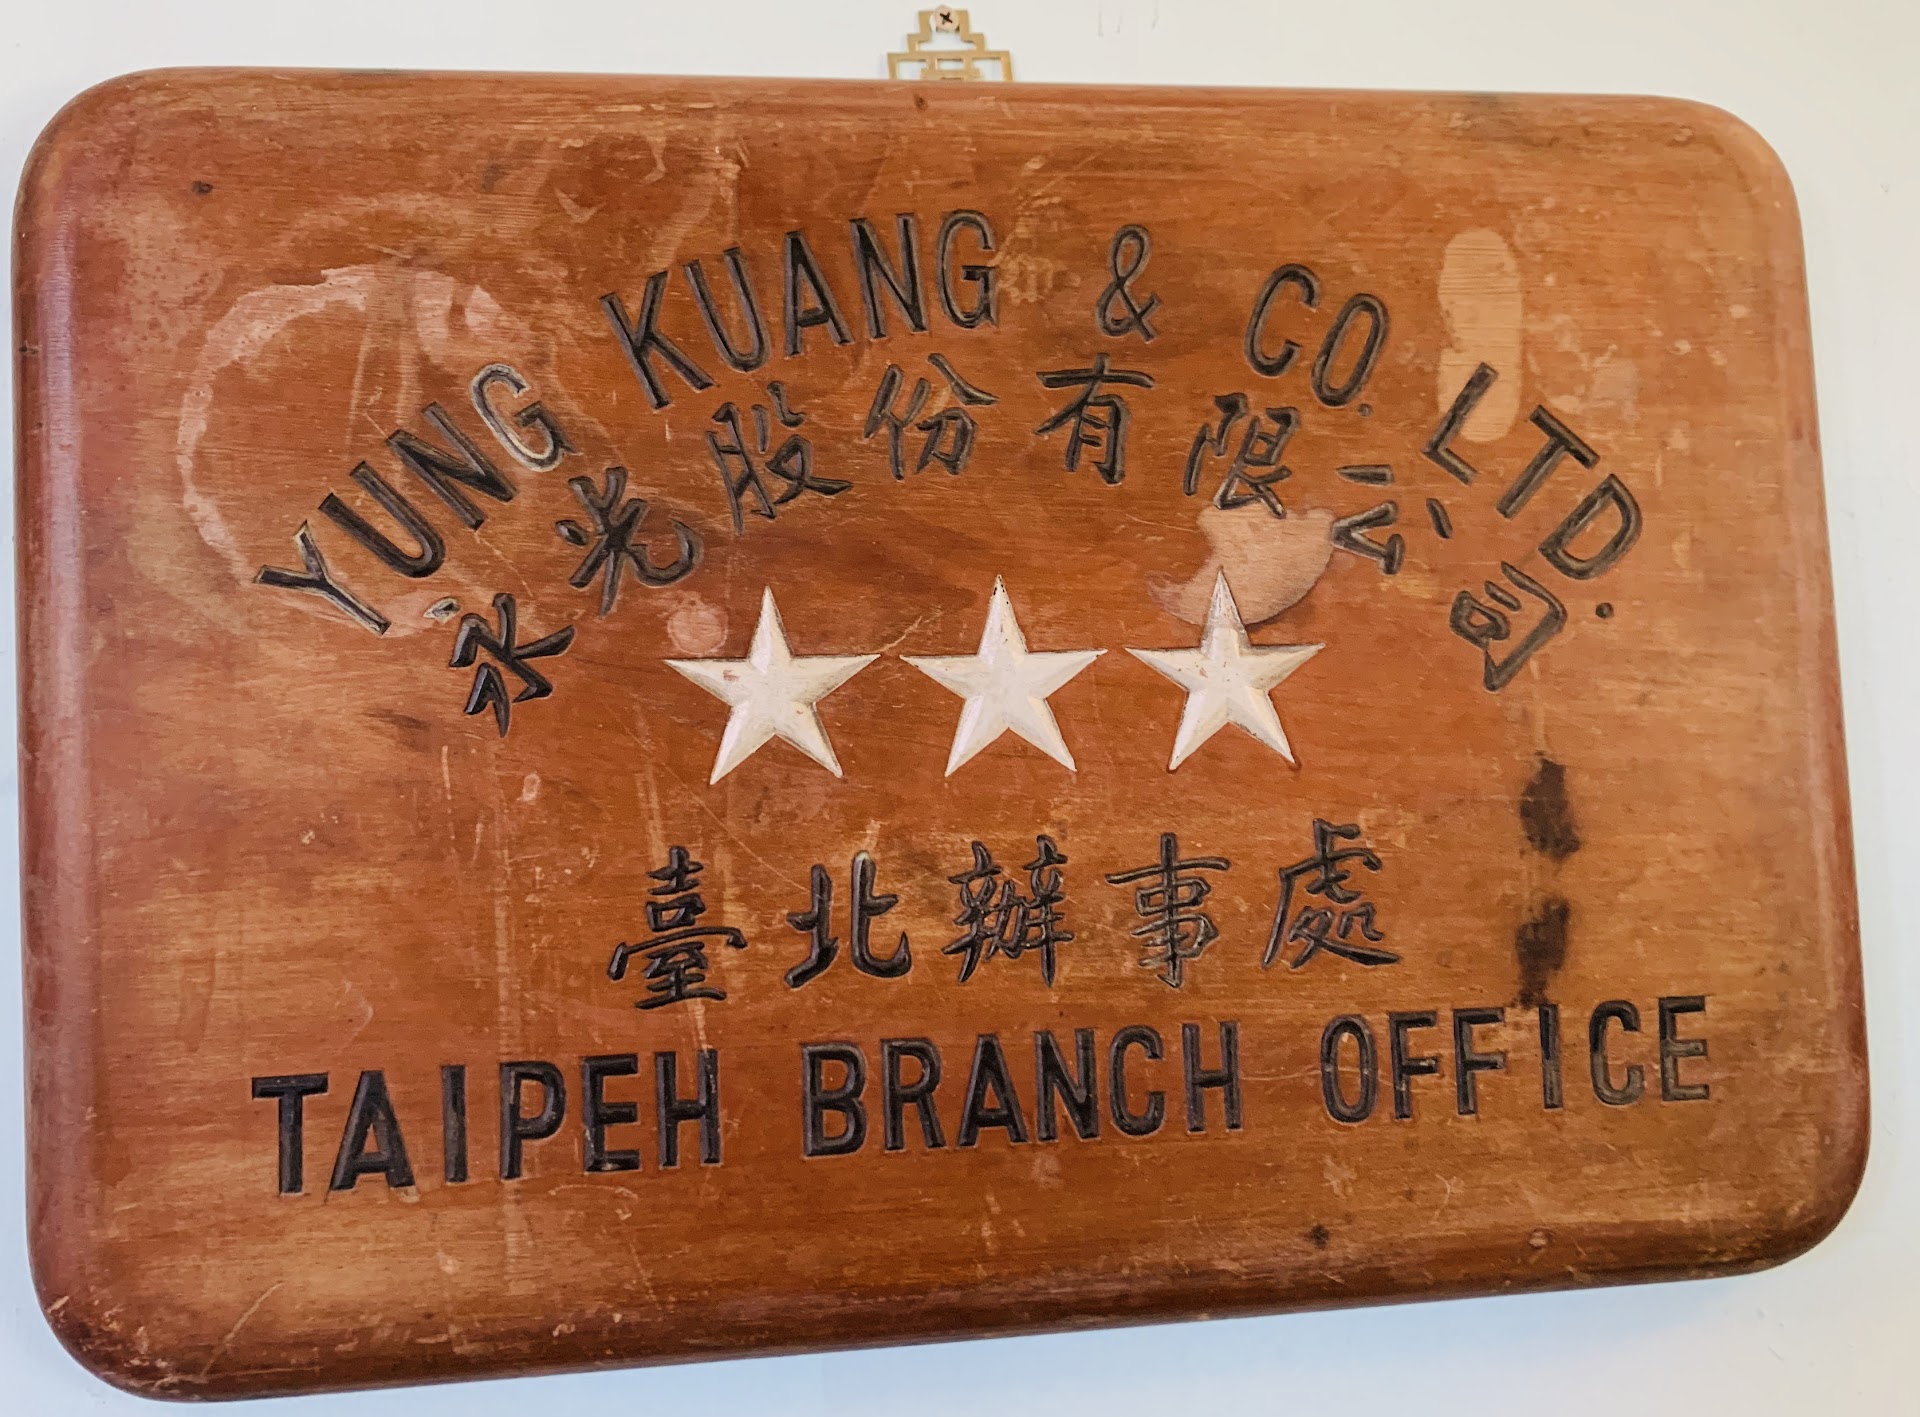 YUNG KUANG & CO. LTD.
永光股份有限公司
臺北辦事處
TAIPEH BRANCH OFFICE